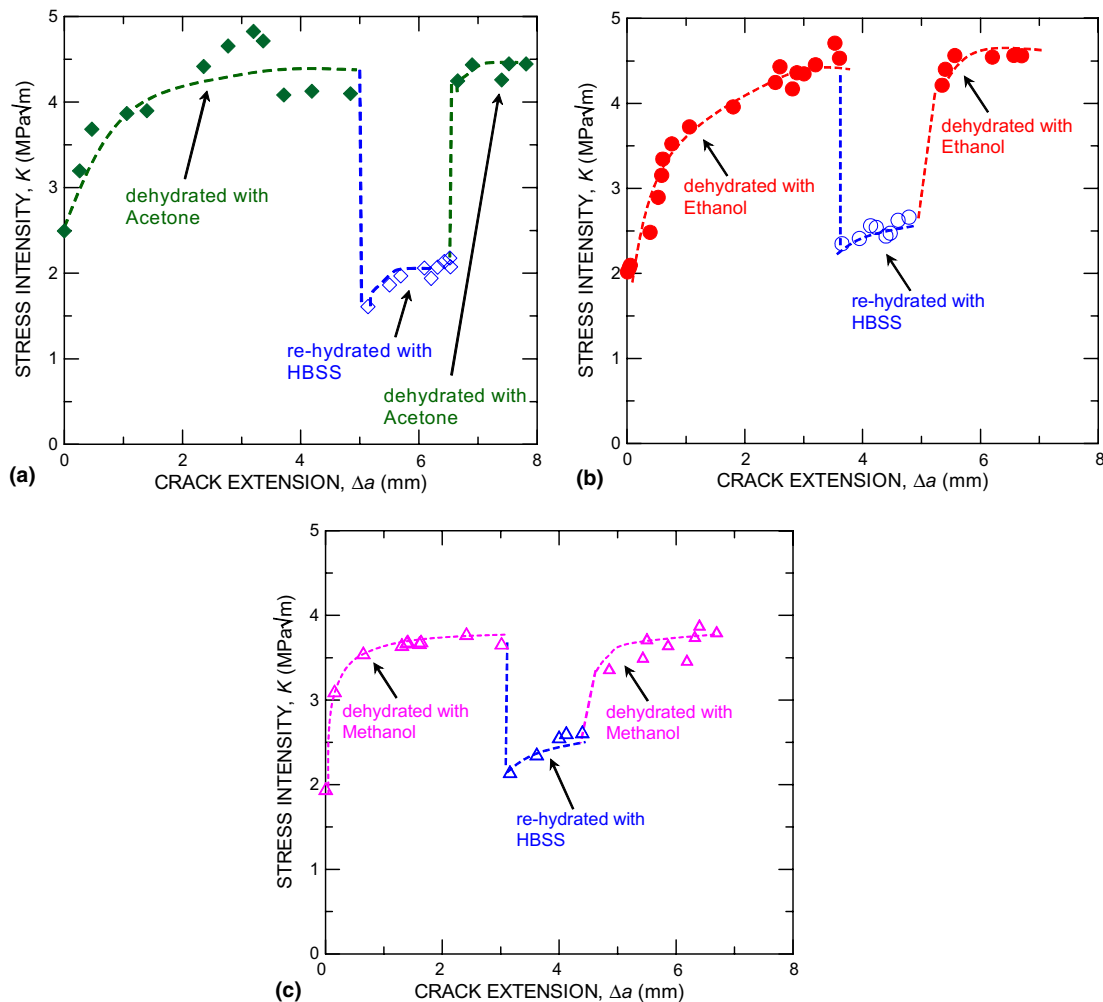 5
4
3
2
1
0
STRESS INTENSITY, K (MPa√m)
dehydrated with
Acetone
re-hydrated with
HBSS
dehydrated with
Acetone
0
2
4
6
8
CRACK EXTENSION, Δa (mm)
(a)
5
4
3
2
1
0
STRESS INTENSITY, K (MPa√m)
dehydrated with
Ethanol
dehydrated with
Ethanol
re-hydrated with
HBSS
0
2
4
6
8
CRACK EXTENSION, Δa (mm)
(b)
5
4
3
2
1
0
STRESS INTENSITY, K (MPa√m)
dehydrated with
Methanol
dehydrated with
Methanol
re-hydrated with
HBSS
0
2
4
6
8
CRACK EXTENSION, Δa (mm)
(c)